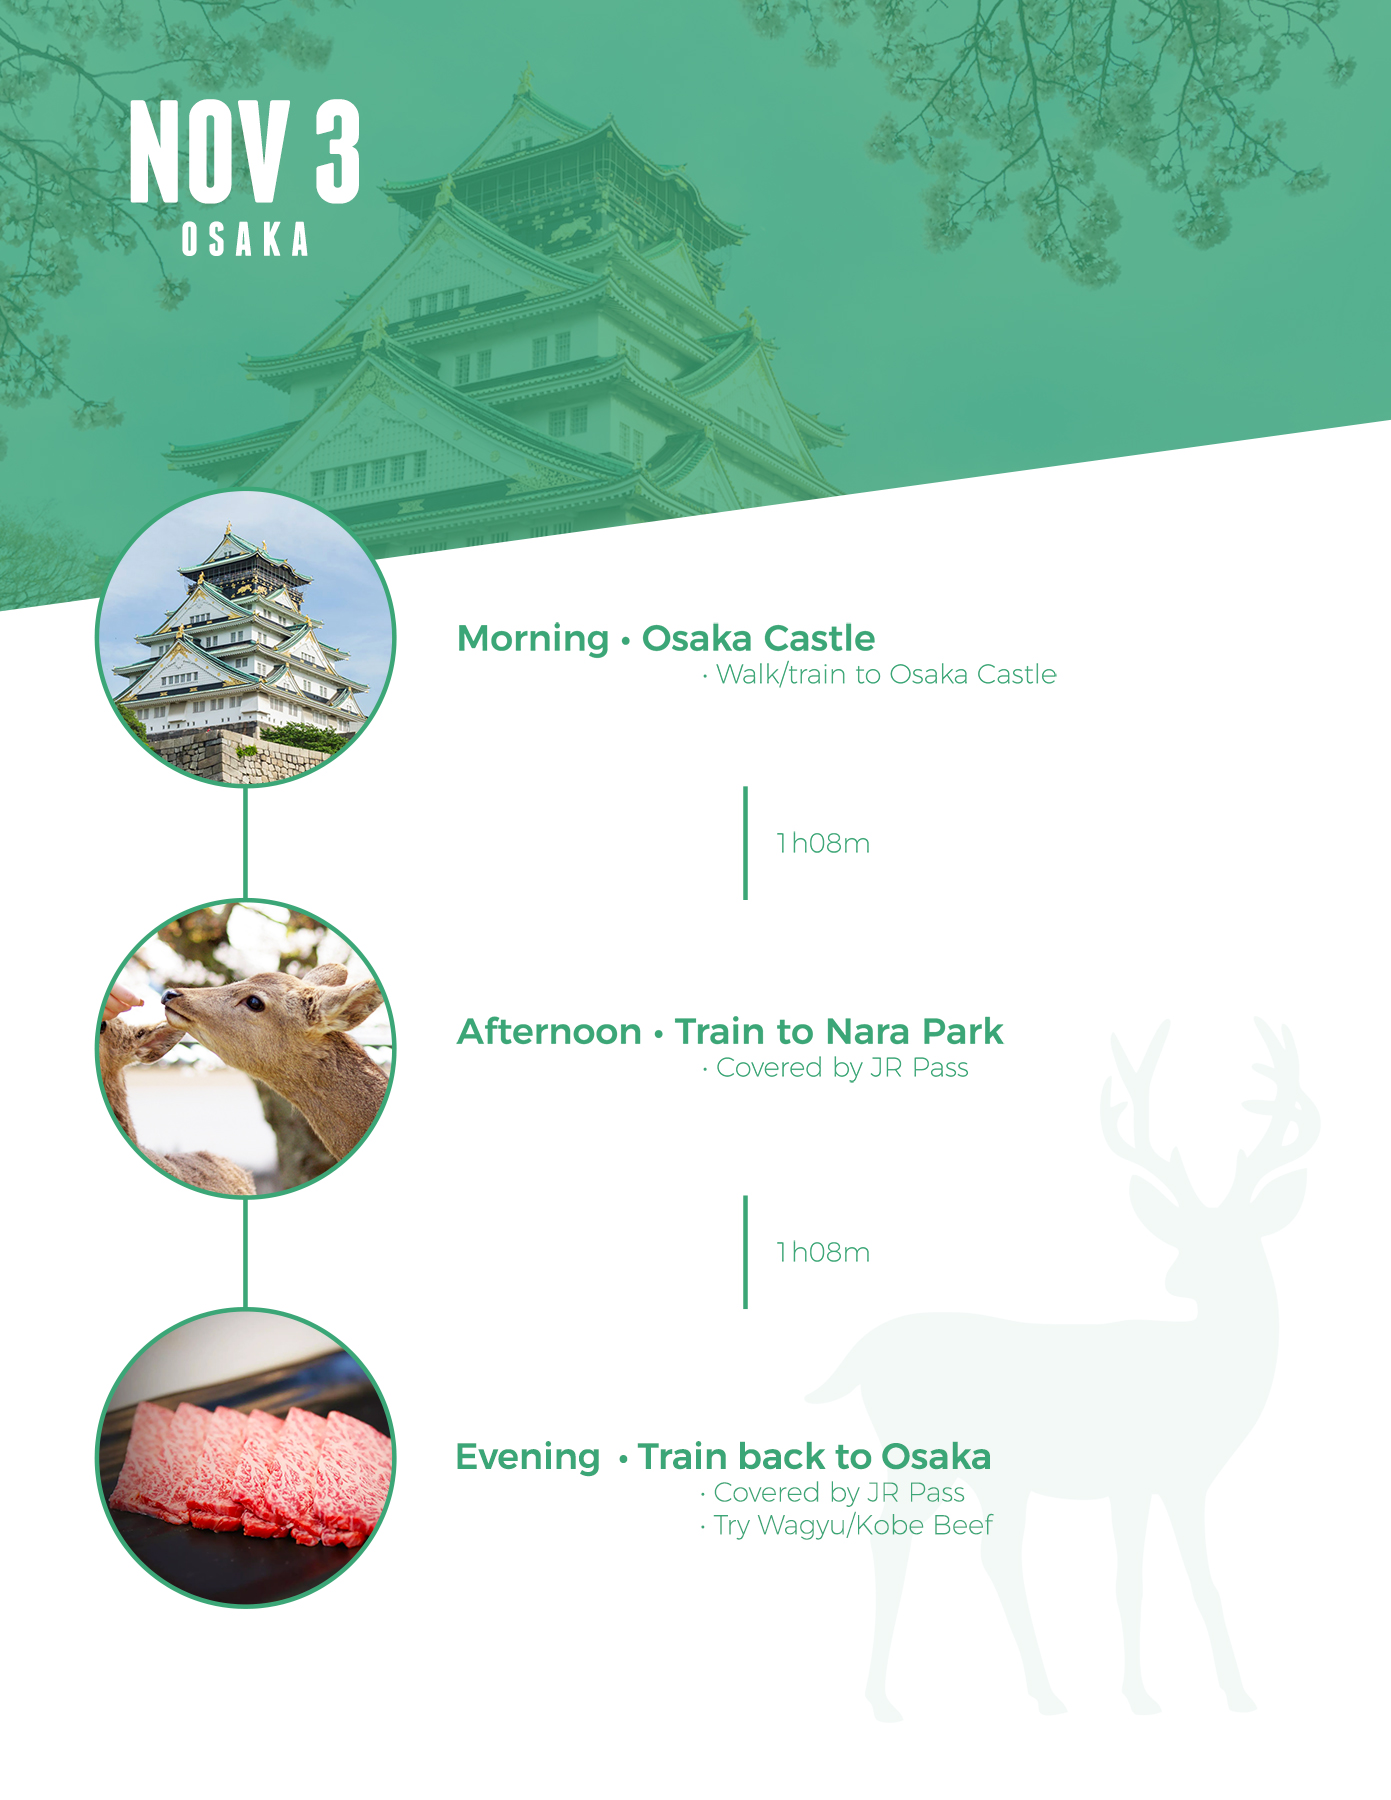 NOV 3
OSAKA
Morning • Osaka Castle
· Walk/train to Osaka Castle
1h08m
Afternoon • Train to Nara Park
· Covered by JR Pass
1h08m
Evening • Train back to Osaka
· Covered by JR Pass
· Try Wagyu/Kobe Beef